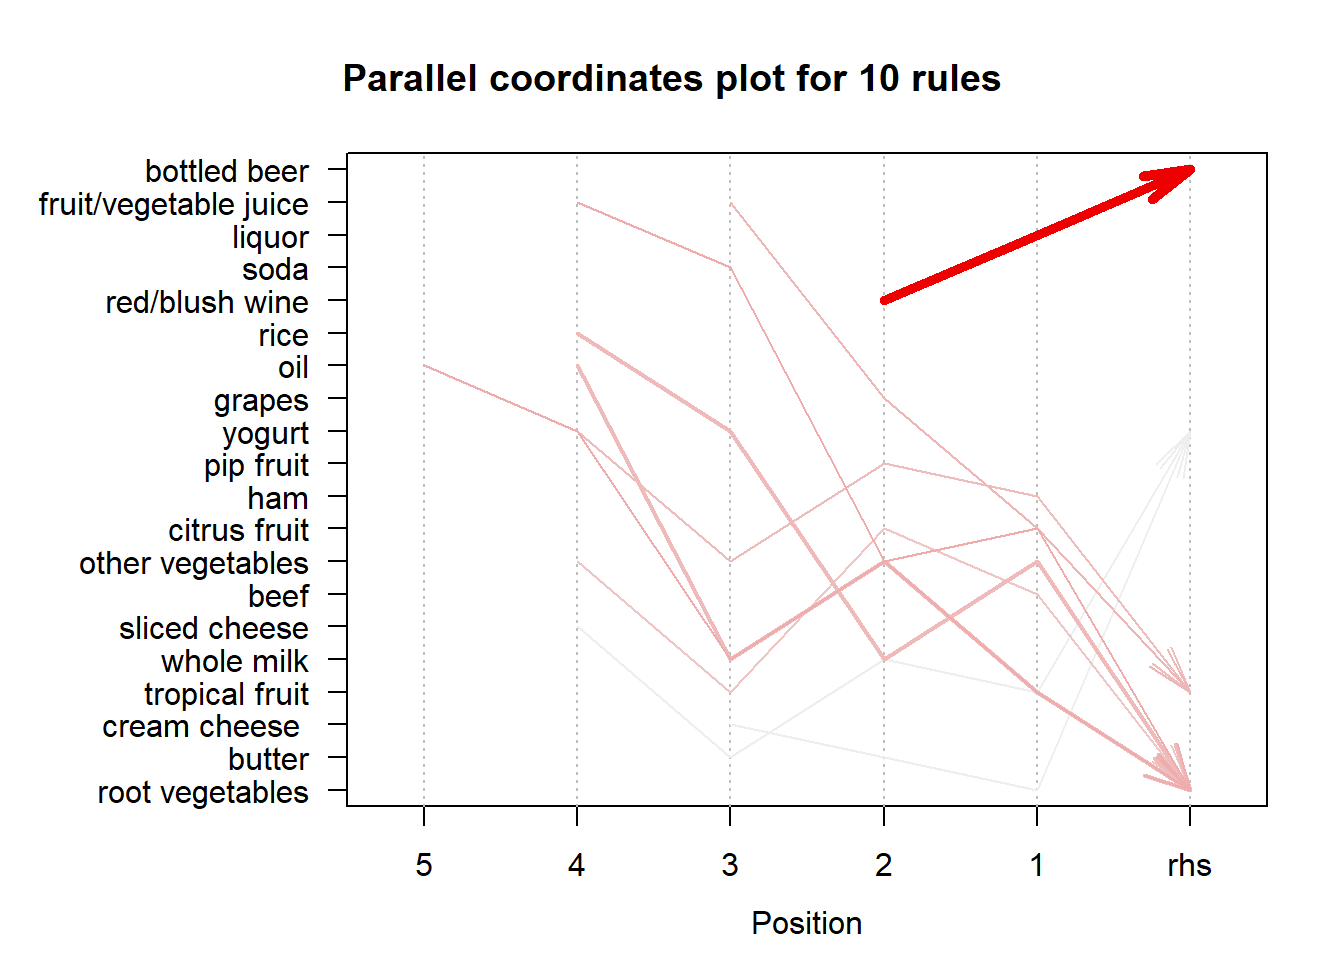 Parallel coordinates plot for 10 rules
bottled beer
fruit/vegetable juice
liquor
soda
red/blush wine
rice
oil
grapes
yogurt
pip fruit
ham
citrus fruit
other vegetables
beef
sliced cheese
whole milk
tropical fruit
cream cheese
butter
root vegetables
5 4 3 2 1 rhs
Position